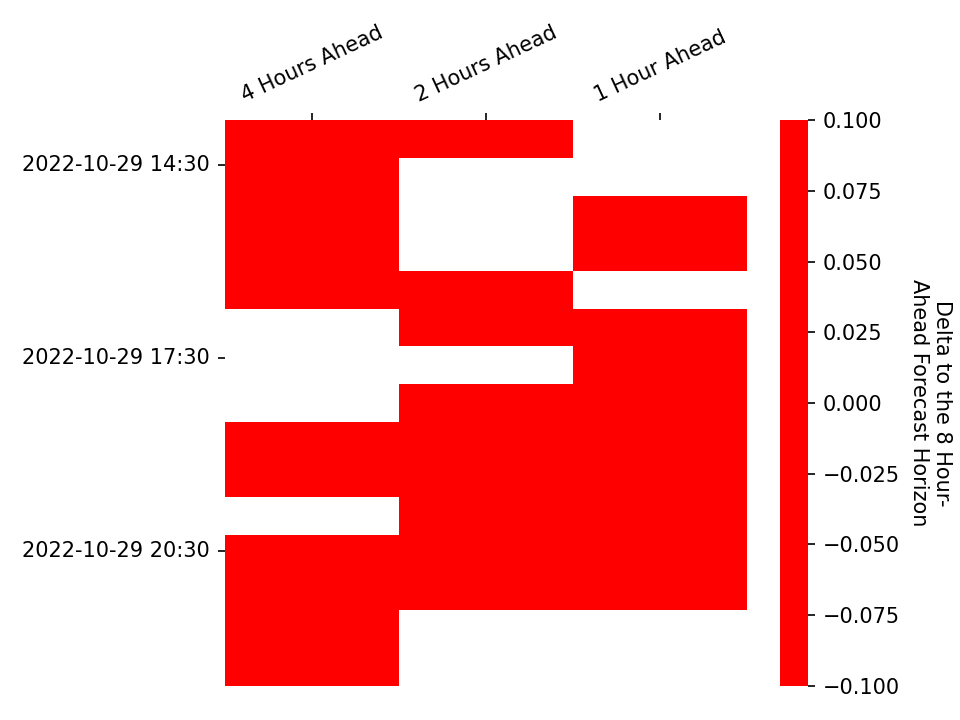 4 Hours Ahead
2 Hours Ahead
1 Hour Ahead
2022-10-29 14:30
2022-10-29 17:30
2022-10-29 20:30
0.100
0.075
0.050
0.025
0.000
−0.025
−0.050
−0.075
−0.100
Delta to the 8 Hour-
Ahead Forecast Horizon